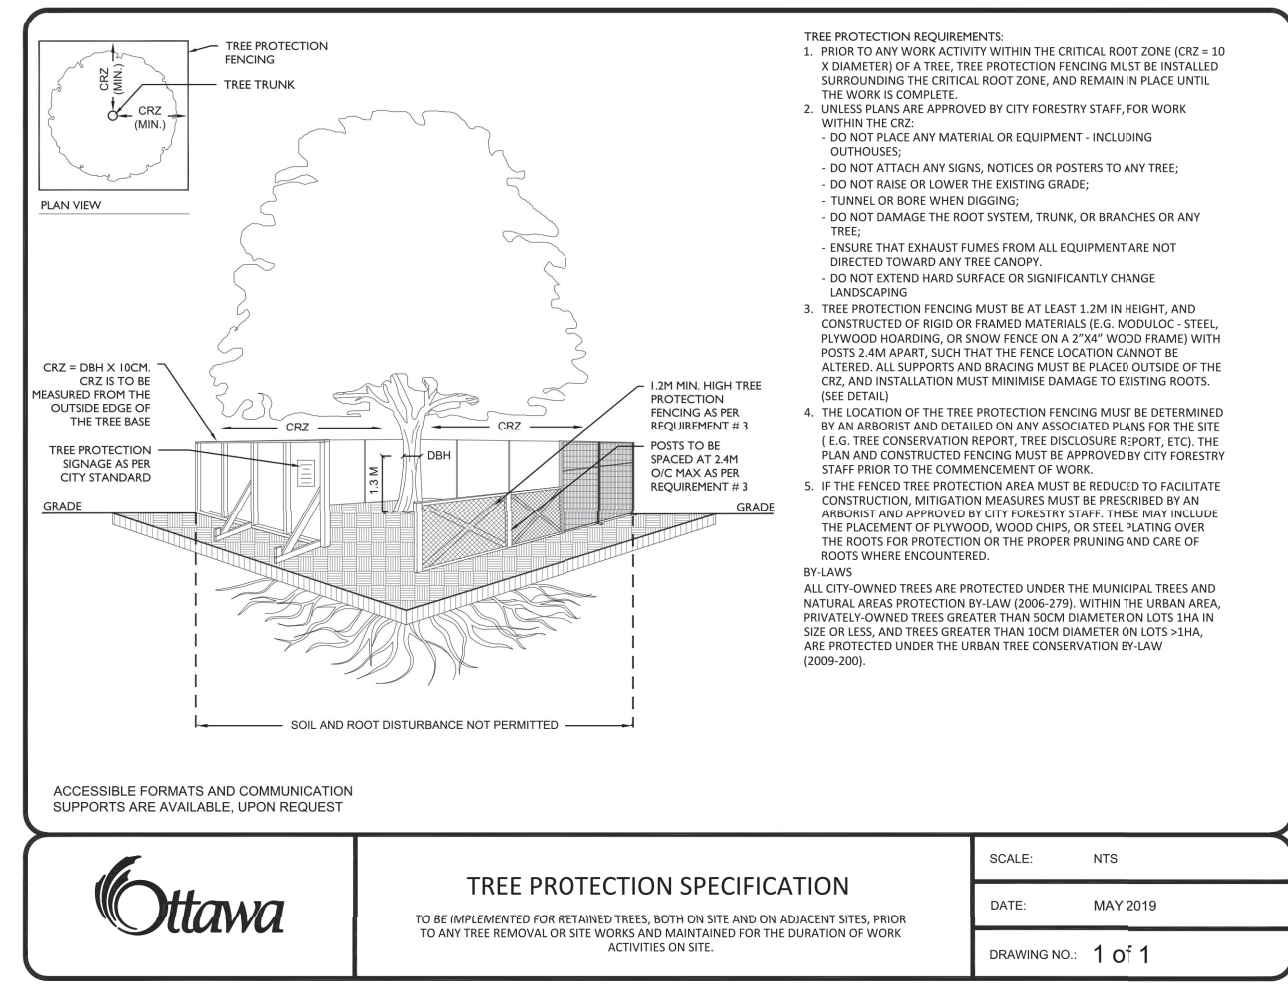 TREE PROTECTION
FENCING
TREE TRUNK
CRZ
(MIN.)
CRZ
(MIN.)
PLAN VIEW
CRZ = DBH X 10CM.
CRZ IS TO BE
MEASURED FROM THE
OUTSIDE EDGE OF
THE TREE BASE
TREE PROTECTION
SIGNAGE AS PER
CITY STANDARD
GRADE
CRZ
CRZ
DBH
1.3 M
1.2M MIN. HIGH TREE
PROTECTION
FENCING AS PER
REQUIREMENT # 3
POSTS TO BE
SPACED AT 2.4M
O/C MAX AS PER
REQUIREMENT # 3
GRADE
SOIL AND ROOT DISTURBANCE NOT PERMITTED
ACCESSIBLE FORMATS AND COMMUNICATION
SUPPORTS ARE AVAILABLE, UPON REQUEST
TREE PROTECTION REQUIREMENTS:
1. PRIOR TO ANY WORK ACTIVITY WITHIN THE CRITICAL ROOT ZONE (CRZ = 10
X DIAMETER) OF A TREE, TREE PROTECTION FENCING MUST BE INSTALLED
SURROUNDING THE CRITICAL ROOT ZONE, AND REMAIN IN PLACE UNTIL
THE WORK IS COMPLETE.
2. UNLESS PLANS ARE APPROVED BY CITY FORESTRY STAFF, FOR WORK
WITHIN THE CRZ:
- DO NOT PLACE ANY MATERIAL OR EQUIPMENT - INCLUDING
OUTHOUSES;
- DO NOT ATTACH ANY SIGNS, NOTICES OR POSTERS TO ANY TREE;
- DO NOT RAISE OR LOWER THE EXISTING GRADE;
- TUNNEL OR BORE WHEN DIGGING;
- DO NOT DAMAGE THE ROOT SYSTEM, TRUNK, OR BRANCHES OR ANY
TREE;
- ENSURE THAT EXHAUST FUMES FROM ALL EQUIPMENT ARE NOT
DIRECTED TOWARD ANY TREE CANOPY.
- DO NOT EXTEND HARD SURFACE OR SIGNIFICANTLY CHANGE
LANDSCAPING
3. TREE PROTECTION FENCING MUST BE AT LEAST 1.2M IN HEIGHT, AND
CONSTRUCTED OF RIGID OR FRAMED MATERIALS (E.G. MODULOC - STEEL,
PLYWOOD HOARDING, OR SNOW FENCE ON A 2"X4" WOOD FRAME) WITH
POSTS 2.4M APART, SUCH THAT THE FENCE LOCATION CANNOT BE
ALTERED. ALL SUPPORTS AND BRACING MUST BE PLACED OUTSIDE OF THE
CRZ, AND INSTALLATION MUST MINIMISE DAMAGE TO EXISTING ROOTS.
(SEE DETAIL)
4. THE LOCATION OF THE TREE PROTECTION FENCING MUST BE DETERMINED
BY AN ARBORIST AND DETAILED ON ANY ASSOCIATED PLANS FOR THE SITE
( E.G. TREE CONSERVATION REPORT, TREE DISCLOSURE REPORT, ETC). THE
PLAN AND CONSTRUCTED FENCING MUST BE APPROVED BY CITY FORESTRY
STAFF PRIOR TO THE COMMENCEMENT OF WORK.
5. IF THE FENCED TREE PROTECTION AREA MUST BE REDUCED TO FACILITATE
CONSTRUCTION, MITIGATION MEASURES MUST BE PRESCRIBED BY AN
ARBORIST AND APPROVED BY CITY FORESTRY STAFF. THESE MAY INCLUDE
THE PLACEMENT OF PLYWOOD, WOOD CHIPS, OR STEEL PLATING OVER
THE ROOTS FOR PROTECTION OR THE PROPER PRUNING AND CARE OF
ROOTS WHERE ENCOUNTERED.
BY-LAWS
ALL CITY-OWNED TREES ARE PROTECTED UNDER THE MUNICIPAL TREES AND
NATURAL AREAS PROTECTION BY-LAW (2006-279). WITHIN THE URBAN AREA,
PRIVATELY-OWNED TREES GREATER THAN 50CM DIAMETER ON LOTS 1HA IN
SIZE OR LESS, AND TREES GREATER THAN 10CM DIAMETER ON LOTS >1HA,
ARE PROTECTED UNDER THE URBAN TREE CONSERVATION BY-LAW
(2009-200).
Ottawa
TREE PROTECTION SPECIFICATION
TO BE IMPLEMENTED FOR RETAINED TREES, BOTH ON SITE AND ON ADJACENT SITES, PRIOR
TO ANY TREE REMOVAL OR SITE WORKS AND MAINTAINED FOR THE DURATION OF WORK
ACTIVITIES ON SITE.
SCALE: NTS
DATE: MAY 2019
DRAWING NO.: 1 of 1